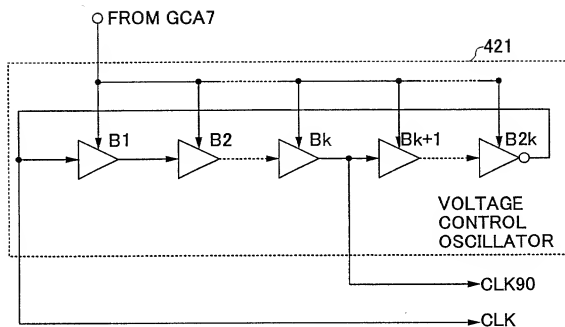 FROM GCA7
421
B1
B2
Bk
Bk+1
B2k
VOLTAGE
CONTROL
OSCILLATOR
CLK90
CLK